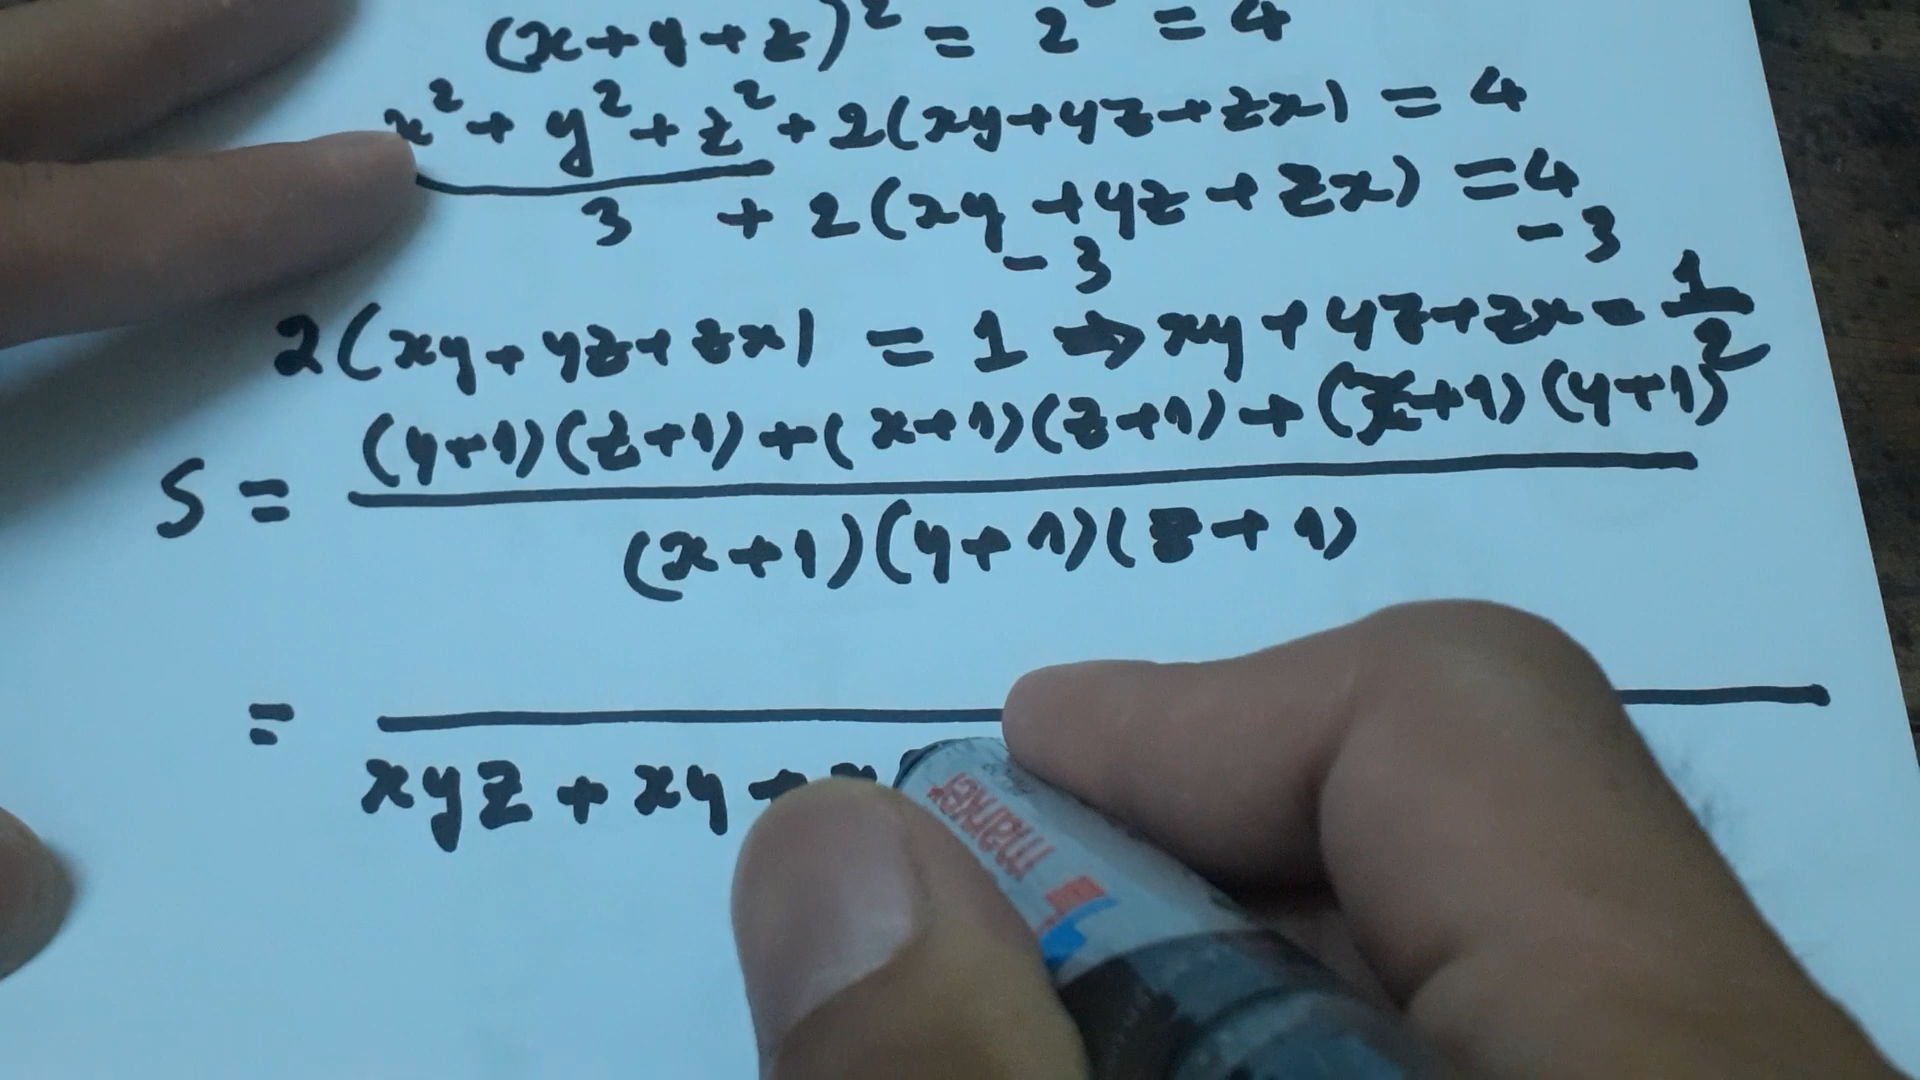 (x+y+z)² = 2² = 4
x² + y² + z² + 2(xy+yz+zx) = 4
3 + 2(xy+yz+zx) = 4
- 3 - 3
2(xy+yz+zx) = 1 → xy+yz+zx = 1/2
S = (y+1)(z+1)+(x+1)(z+1)+(x+1)(y+1)
(x+1)(y+1)(z+1)
=
xyz + xy +
marker